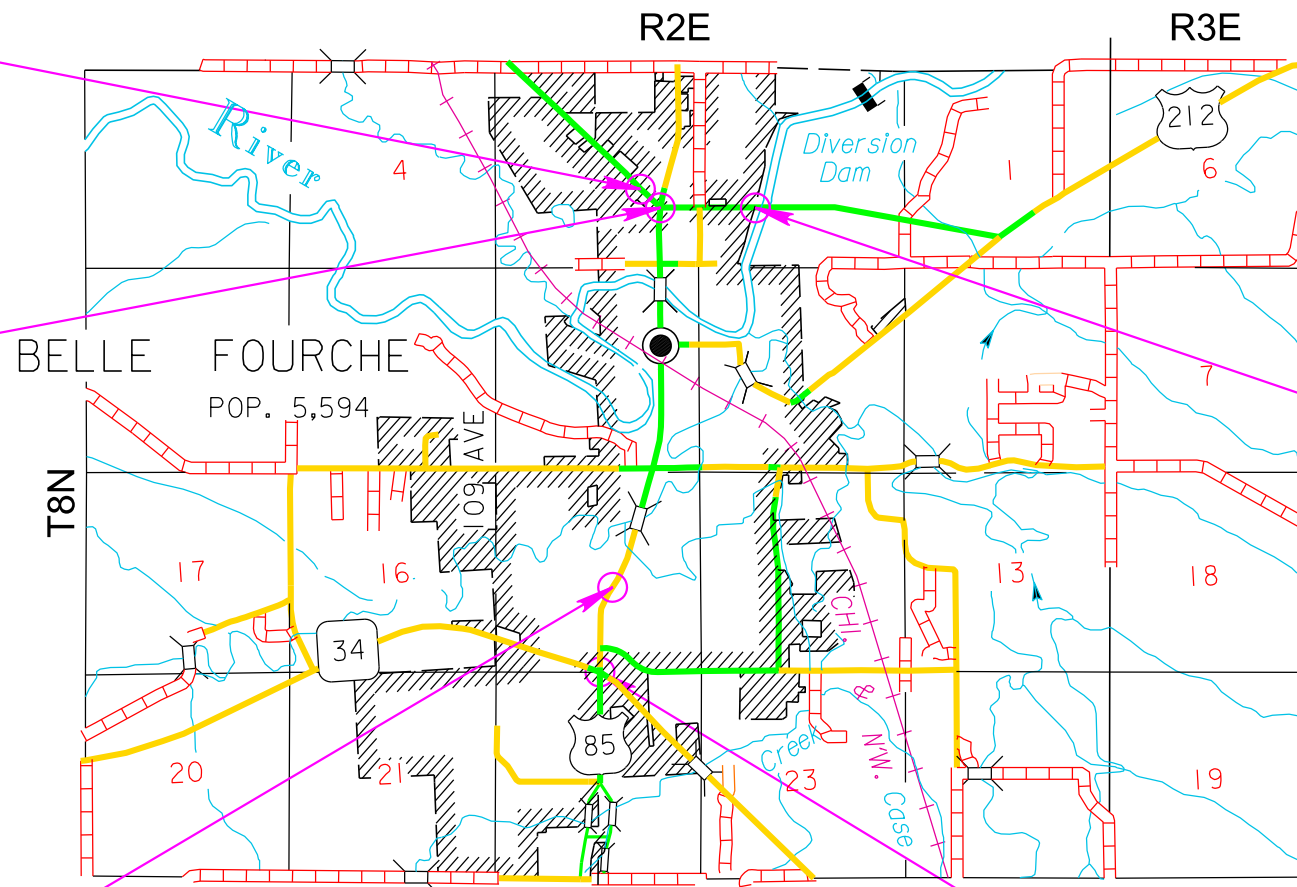 R2E
R3E
212
River
Diversion
Dam
4
1
6
BELLE FOURCHE
POP. 5,594
7
109 AVE
T8N
17
16
13
18
CHI.
34
&
85
N.W.
Creek
Case
20
21
23
19